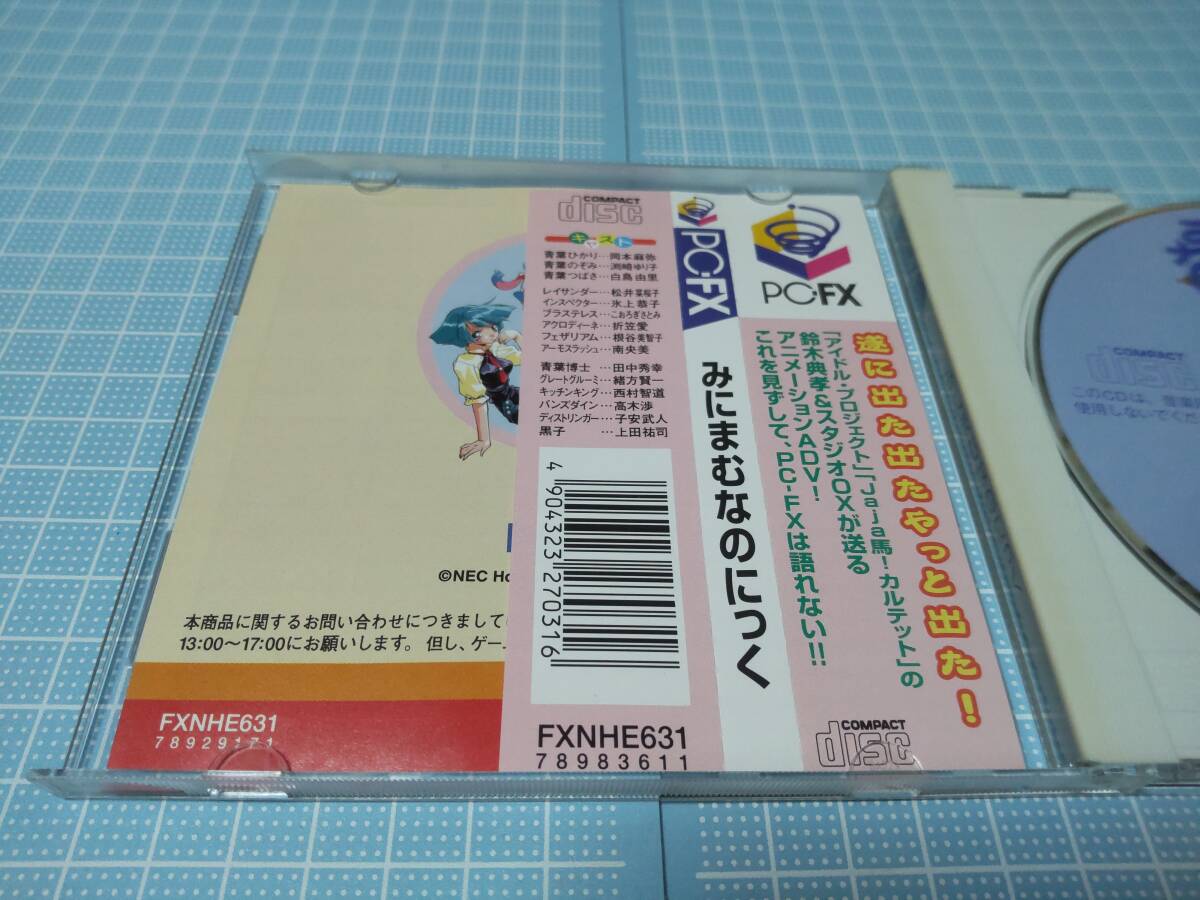 COMPACT
disc
キャスト
青葉ひかり…岡本麻弥
青葉のぞみ…渕崎ゆり子
青葉つばさ…白鳥由里
レイサンダー…松井菜桜子
インスペクター…氷上恭子
プラステレス…こおろぎさとみ
アクロディーネ…折笠愛
フェザリアム…根谷美智子
アーモスラッシュ…南央美
青葉博士…田中秀幸
グレートグルーミー…緒方賢一
キッチンキング…西村智道
バンズダイン…高木渉
ディストリンガー…子安武人
黒子…上田祐司
4904323270316
FXNHE631
78983611
PC-FX
みにまむなのにっく
PC-FX
遂に出た出たやっと出た!
「アイドル・プロジェクト」「Jaja馬!カルテット」の
鈴木典孝&スタジオOXが送る
アニメーションADV!
これを見ずして、PC-FXは語れない!!
COMPACT
disc
©NEC Ho
本商品に関するお問い合わせにつきまして
13:00〜17:00にお願いします。但し、ゲー
FXNHE631
78929171
COMPACT
disc
このCDは、音楽
使用しないでくだ